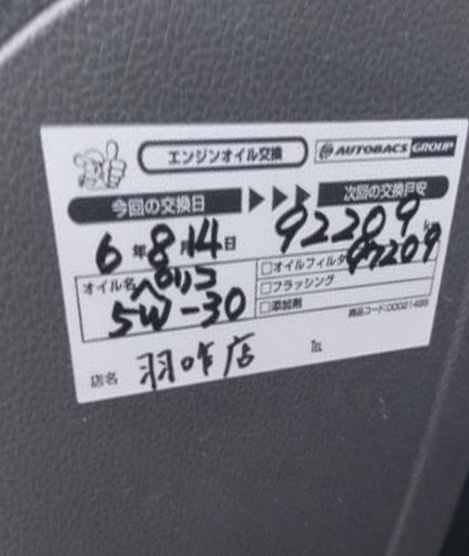 エンジンオイル交換 AUTOBACS GROUP
今回の交換日 ▶▶▶ 次回の交換目安
6年8月14日 92209 km
□オイルフィルタ 97209
オイル名
□フラッシング
5W-30 □添加剤
店名 羽咋店